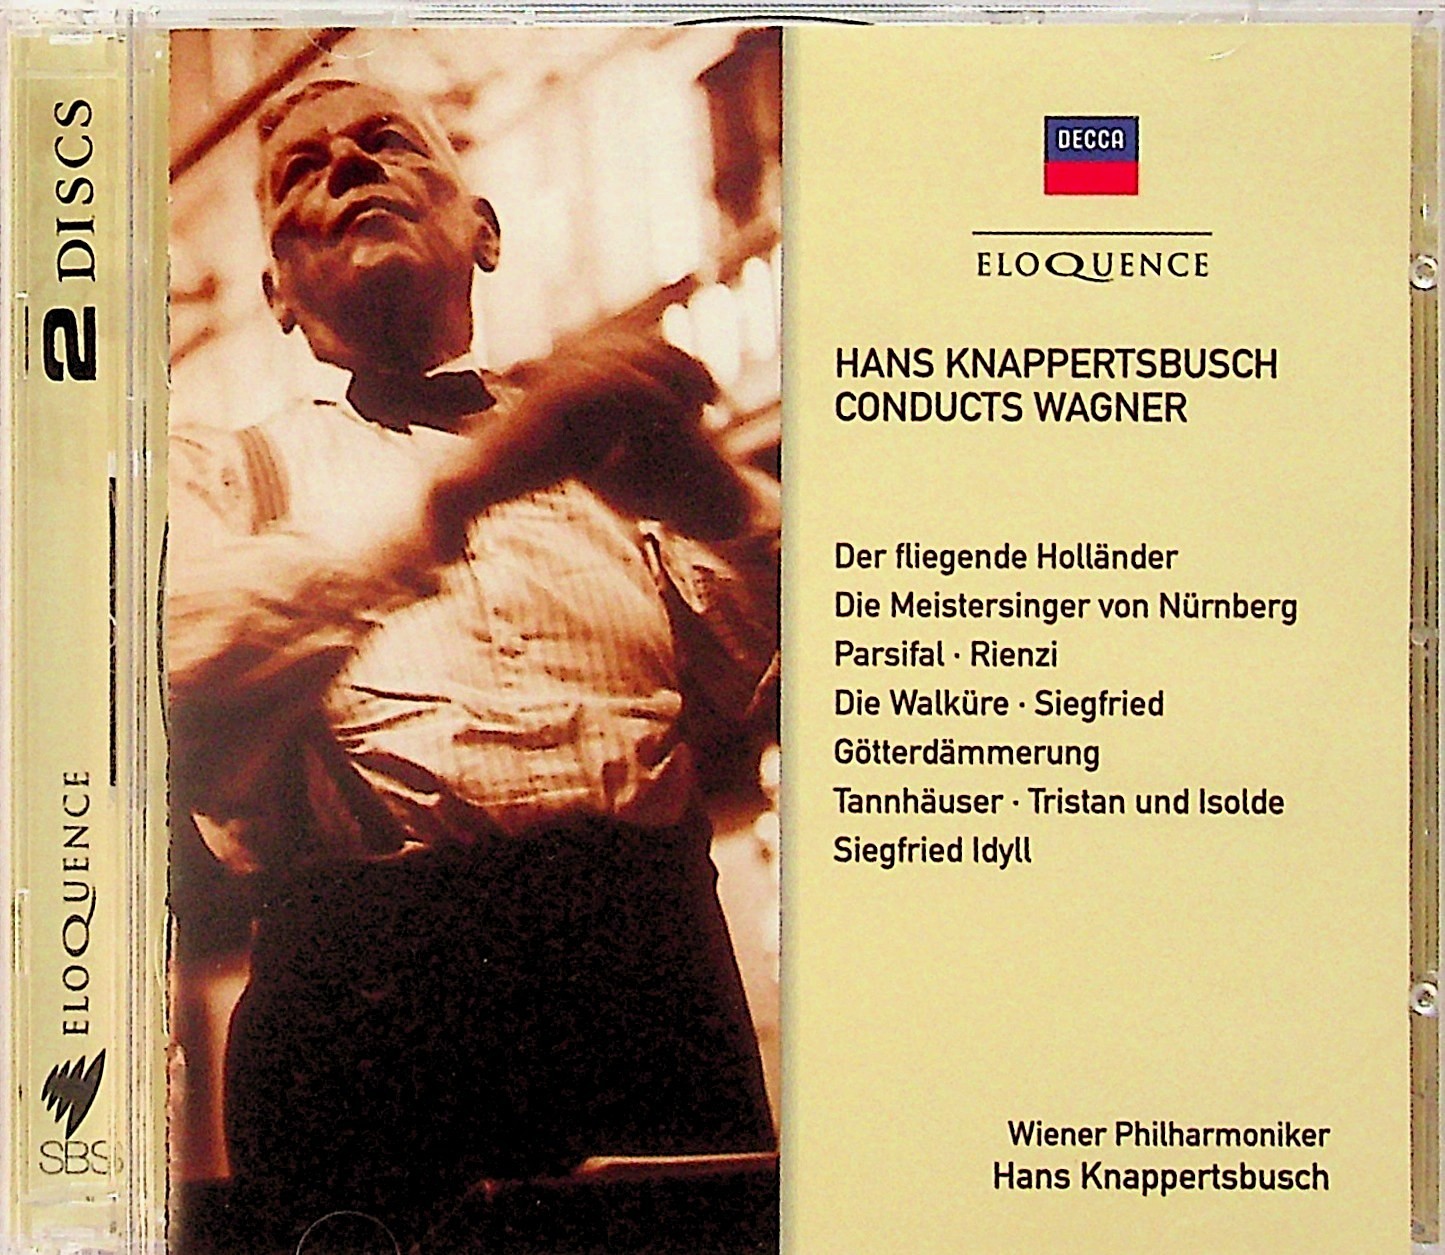 2 DISCS
ELOQUENCE
SBS
DECCA
ELOQUENCE
HANS KNAPPERTSBUSCH
CONDUCTS WAGNER
Der fliegende Holländer
Die Meistersinger von Nürnberg
Parsifal · Rienzi
Die Walküre · Siegfried
Götterdämmerung
Tannhäuser · Tristan und Isolde
Siegfried Idyll
Wiener Philharmoniker
Hans Knappertsbusch